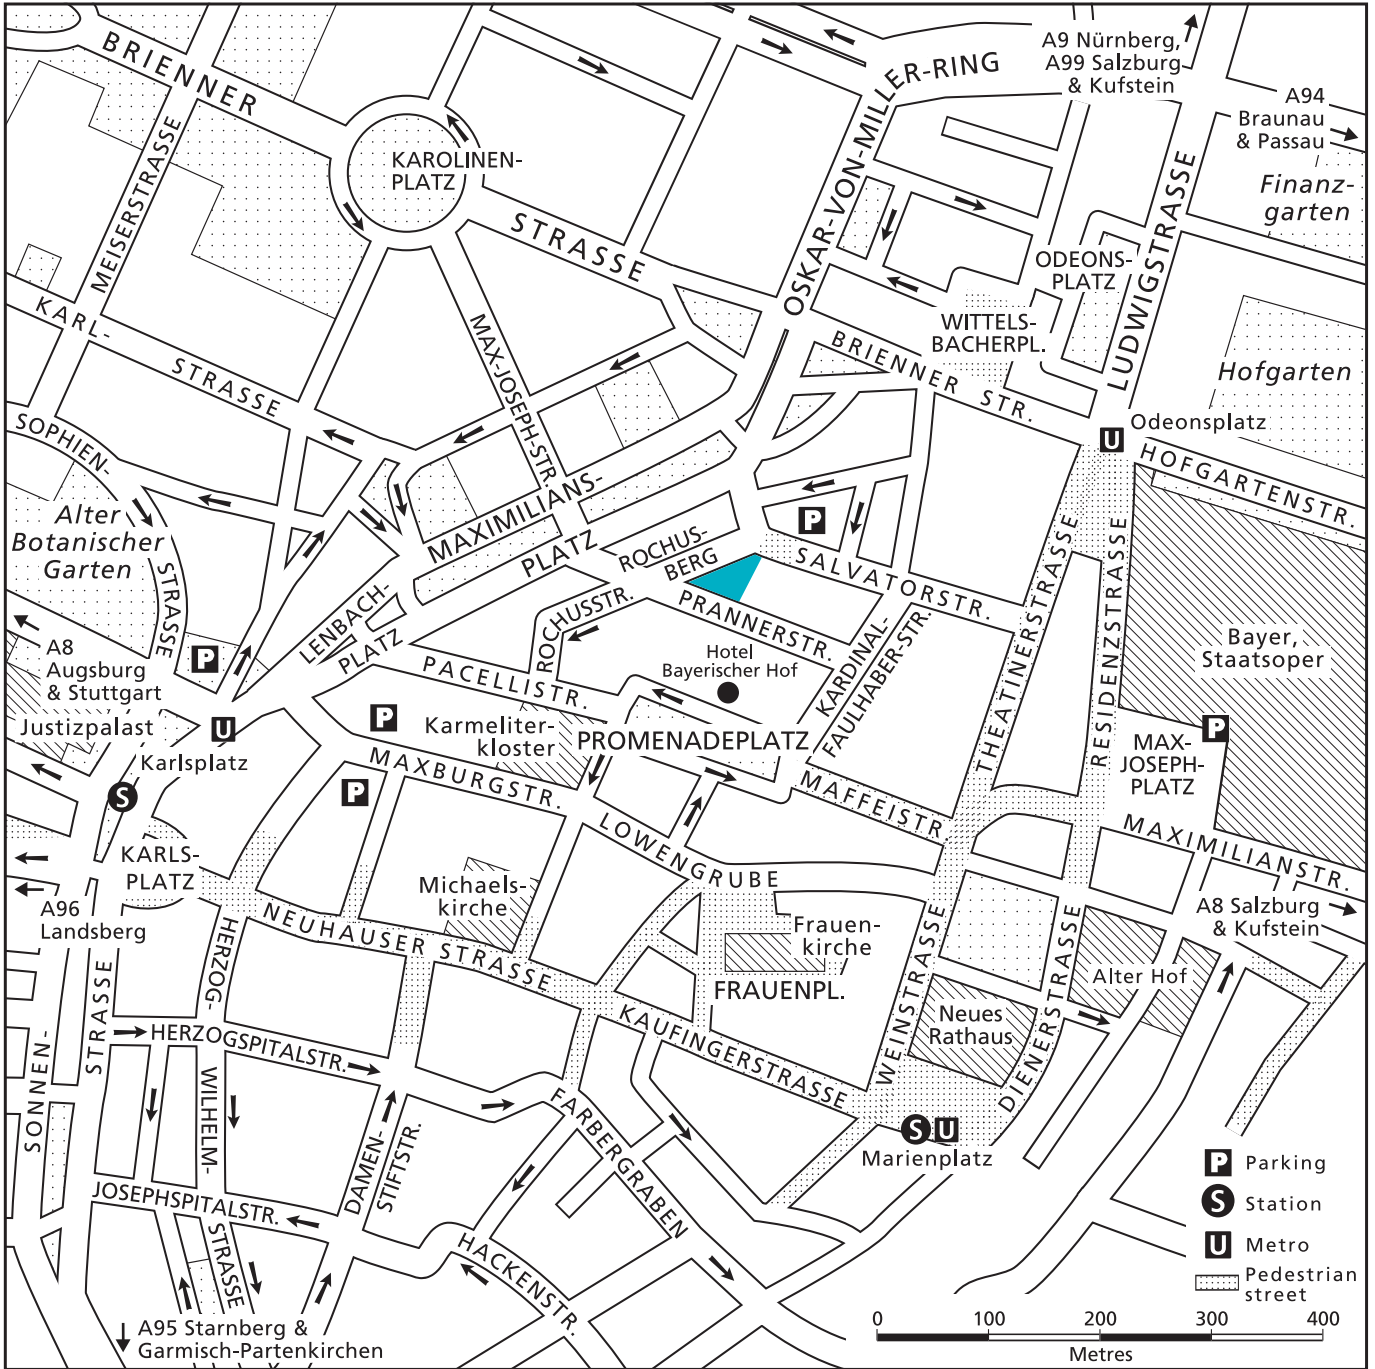 BRIENNER
MEISERSTRASSE
KAROLINEN-
PLATZ
STRASSE
OSKAR-VON-MILLER-RING
A9 Nürnberg,
A99 Salzburg
& Kufstein
A94
Braunau
& Passau
Finanz-
garten
LUDWIGSTRASSE
ODEONS-
PLATZ
WITTELS-
BACHERPL.
BRIENNER STR.
Hofgarten
U
Odeonsplatz
HOFGARTENSTR.
KARL-
STRASSE
MAX-JOSEPH-STR.
SOPHIEN-
STRASSE
Alter
Botanischer
Garten
MAXIMILIANS-
PLATZ
LENBACH-
PLATZ
ROCHUS-
BERG
ROCHUSSTR.
P
SALVATORSTR.
PRANNERSTR.
KARDINAL-
FAULHABER-STR.
THEATINERSTRASSE
RESIDENZSTRASSE
Bayer,
Staatsoper
A8
Augsburg
& Stuttgart
P
PACELLISTR.
Hotel
Bayerischer Hof
Justizpalast
U
Karlsplatz
P
Karmeliter-
kloster
PROMENADEPLATZ
P
MAX-
JOSEPH-
PLATZ
S
P
MAXBURGSTR.
MAFFEISTR.
MAXIMILIANSTR.
LOWENGRUBE
KARLS-
PLATZ
Michaels-
kirche
NEUHAUSER STRASSE
A96
Landsberg
Frauen-
kirche
FRAUENPL.
WEINSTRASSE
DIENERSTRASSE
Neues
Rathaus
Alter Hof
A8 Salzburg
& Kufstein
HERZOG-
WILHELM-
STRASSE
SONNEN-
STRASSE
HERZOGSPITALSTR.
KAUFINGERSTRASSE
FARBERGRABEN
DAMEN-
STIFTSTR.
JOSEPHSPITALSTR.
HACKENSTR.
S U
Marienplatz
A95 Starnberg &
Garmisch-Partenkirchen
P Parking
S Station
U Metro
Pedestrian
street
0 100 200 300 400
Metres